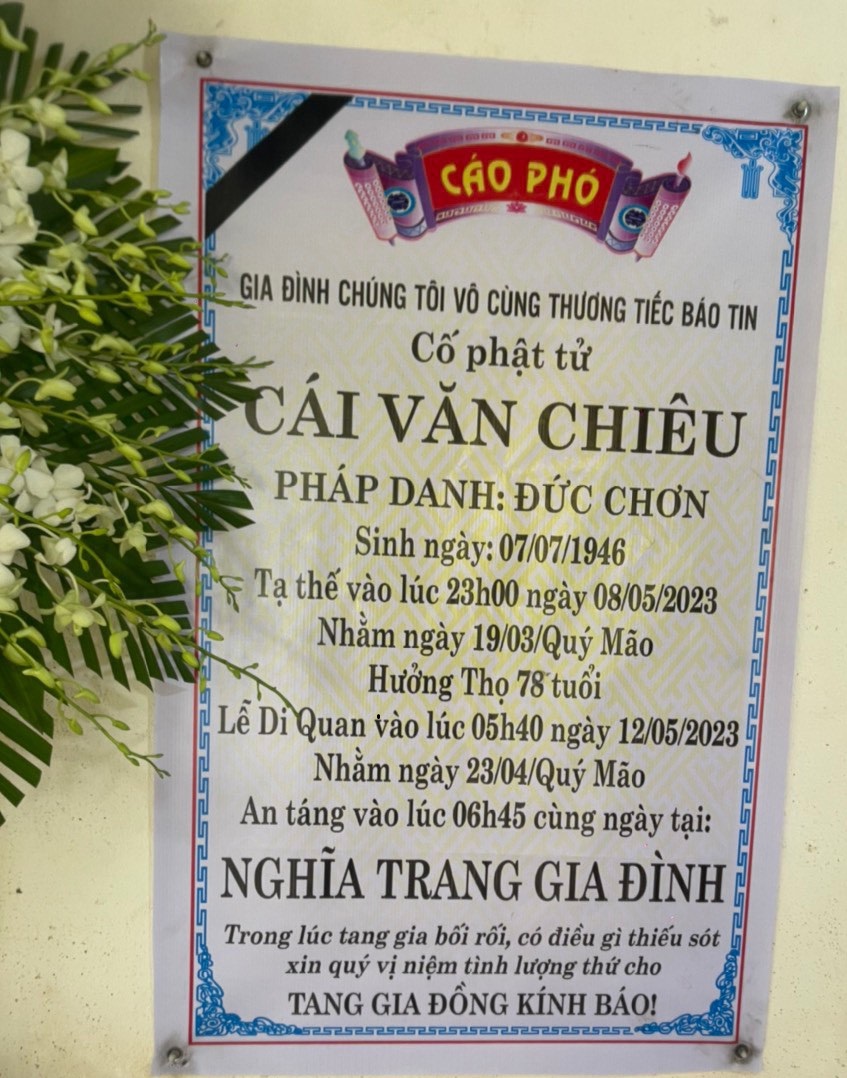 CÁO PHÓ
GIA ĐÌNH CHÚNG TÔI VÔ CÙNG THƯƠNG TIẾC BÁO TIN
Cố phật tử
CÁI VĂN CHIÊU
PHÁP DANH: ĐỨC CHƠN
Sinh ngày: 07/07/1946
Tạ thế vào lúc 23h00 ngày 08/05/2023
Nhằm ngày 19/03/Quý Mão
Hưởng Thọ 78 tuổi
Lễ Di Quan vào lúc 05h40 ngày 12/05/2023
Nhằm ngày 23/04/Quý Mão
An táng vào lúc 06h45 cùng ngày tại:
NGHĨA TRANG GIA ĐÌNH
Trong lúc tang gia bối rối, có điều gì thiếu sót
xin quý vị niệm tình lượng thứ cho
TANG GIA ĐỒNG KÍNH BÁO!